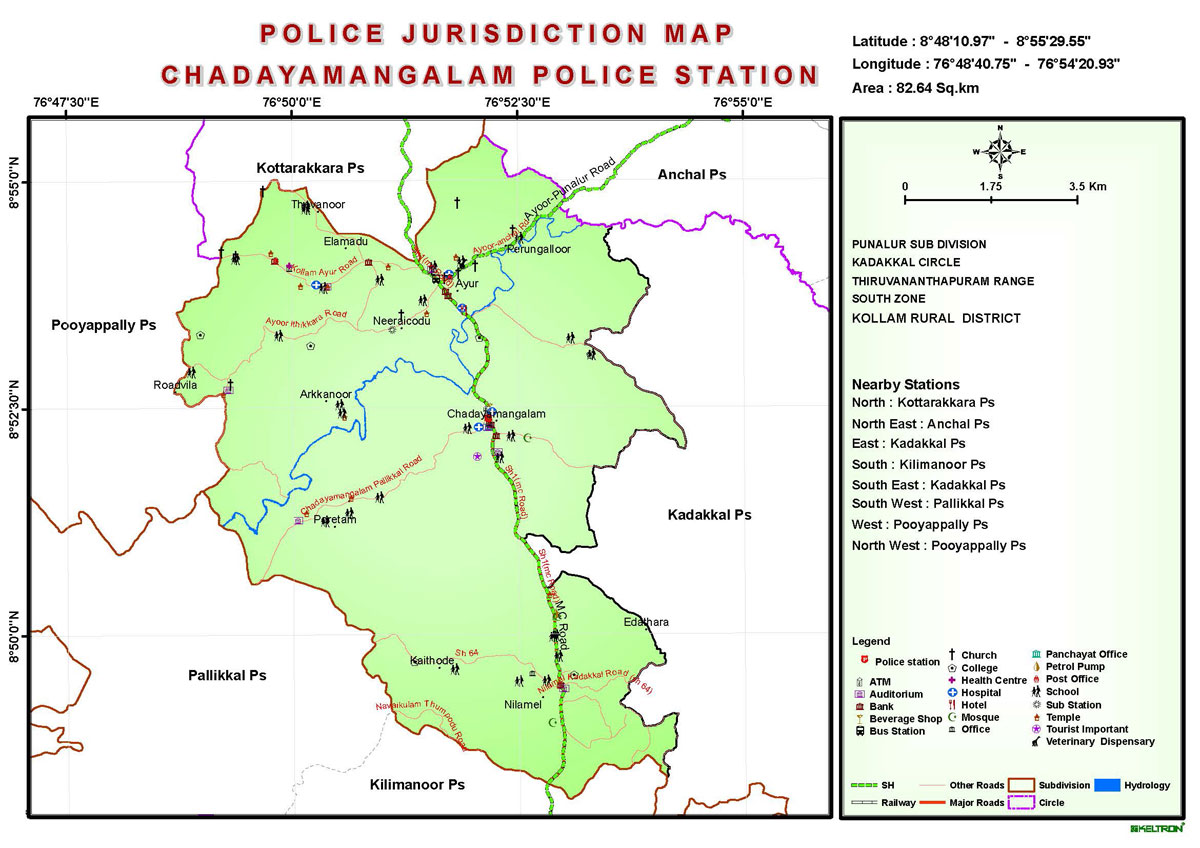 POLICE JURISDICTION MAP
CHADAYAMANGALAM POLICE STATION
Latitude : 8°48'10.97" - 8°55'29.55"
Longitude : 76°48'40.75" - 76°54'20.93"
Area : 82.64 Sq.km
76°47'30"E 76°50'0"E 76°52'30"E 76°55'0"E
8°55'0"N
8°52'30"N
8°50'0"N
Kottarakkara Ps
Anchal Ps
Ayoor-Punalur Road
Thevanoor
Elamadu
Ayoor-anchal Rd
Perungalloor
Kollam Ayur Road
Ayur
Pooyappally Ps
Ayoor Ithikkara Road
Neeraicodu
Roadvila
Arkkanoor
Chadayamangalam
Chadayamangalam Pallikkal Road
Sh1(mc Road)
Poretam
Kadakkal Ps
Sh1(mc Road)
M.C Road
Edathara
Sh 64
Kaithode
Pallikkal Ps
Nilamel Kadakkal Road (sh 64)
Nilamel
Navaikulam Thumpodu Road
Kilimanoor Ps
N
W E
S
0 1.75 3.5 Km
PUNALUR SUB DIVISION
KADAKKAL CIRCLE
THIRUVANANTHAPURAM RANGE
SOUTH ZONE
KOLLAM RURAL DISTRICT
Nearby Stations
North : Kottarakkara Ps
North East : Anchal Ps
East : Kadakkal Ps
South : Kilimanoor Ps
South East : Kadakkal Ps
South West : Pallikkal Ps
West : Pooyappally Ps
North West : Pooyappally Ps
Legend
Police station
ATM
Auditorium
Bank
Beverage Shop
Bus Station
Church
College
Health Centre
Hospital
Hotel
Mosque
Office
Panchayat Office
Petrol Pump
Post Office
School
Sub Station
Temple
Tourist Important
Veterinary Dispensary
SH
Other Roads
Subdivision
Hydrology
Railway
Major Roads
Circle
KELTRON